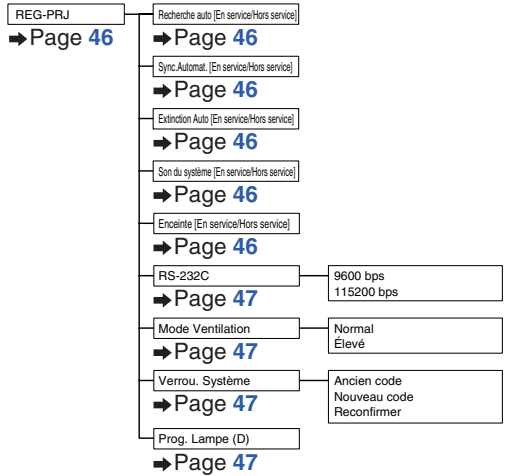 REG-PRJ
➡Page 46
Recherche auto [En service/Hors service]
➡Page 46
Sync.Automat. [En service/Hors service]
➡Page 46
Extinction Auto [En service/Hors service]
➡Page 46
Son du système [En service/Hors service]
➡Page 46
Enceinte [En service/Hors service]
➡Page 46
RS-232C
➡Page 47
9600 bps
115200 bps
Mode Ventilation
➡Page 47
Normal
Élevé
Verrou. Système
➡Page 47
Ancien code
Nouveau code
Reconfirmer
Prog. Lampe (D)
➡Page 47